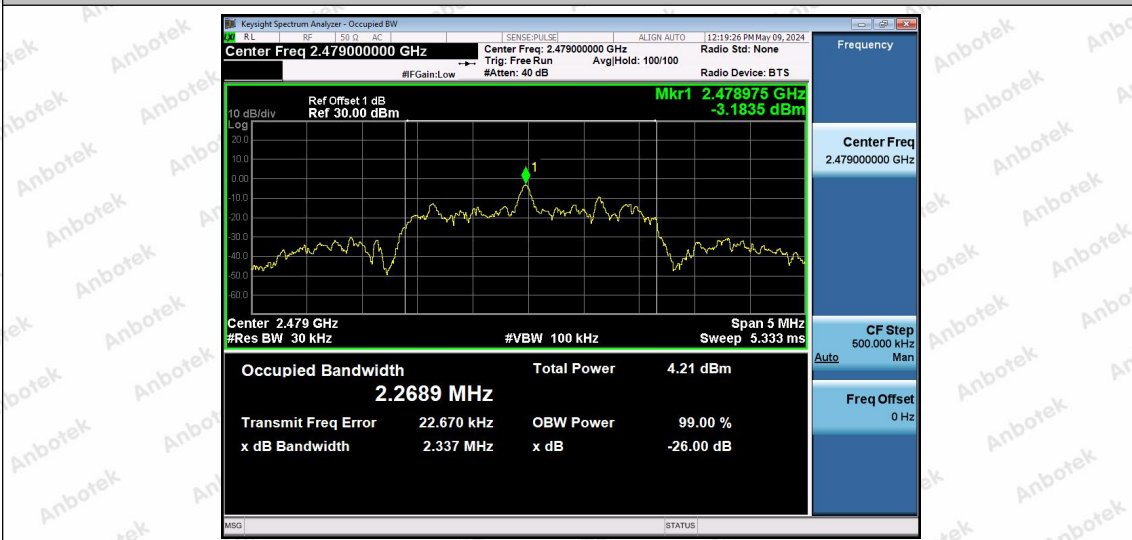 Keysight Spectrum Analyzer - Occupied BW
LXI RL RF 50 Ω AC SENSE:PULSE ALIGN AUTO 12:19:26 PM May 09, 2024
Center Freq 2.479000000 GHz
Center Freq: 2.479000000 GHz Radio Std: None
Trig: Free Run Avg|Hold: 100/100
#IFGain:Low #Atten: 40 dB Radio Device: BTS
Frequency
Mkr1 2.478975 GHz
-3.1835 dBm
Ref Offset 1 dB
10 dB/div Ref 30.00 dBm
Log
20.0
10.0
0.00
-10.0
-20.0
-30.0
-40.0
-50.0
-60.0
1
Center 2.479 GHz Span 5 MHz
#Res BW 30 kHz #VBW 100 kHz Sweep 5.333 ms
Occupied Bandwidth Total Power 4.21 dBm
2.2689 MHz
Transmit Freq Error 22.670 kHz OBW Power 99.00 %
x dB Bandwidth 2.337 MHz x dB -26.00 dB
Center Freq
2.479000000 GHz
CF Step
500.000 kHz
Auto Man
Freq Offset
0 Hz
MSG STATUS
Anbotek